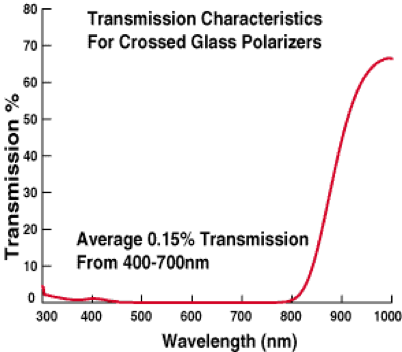 Transmission Characteristics
For Crossed Glass Polarizers
80
70
60
50
40
30
20
10
0
Transmission %
Average 0.15% Transmission
From 400-700nm
300 400 500 600 700 800 900 1000
Wavelength (nm)